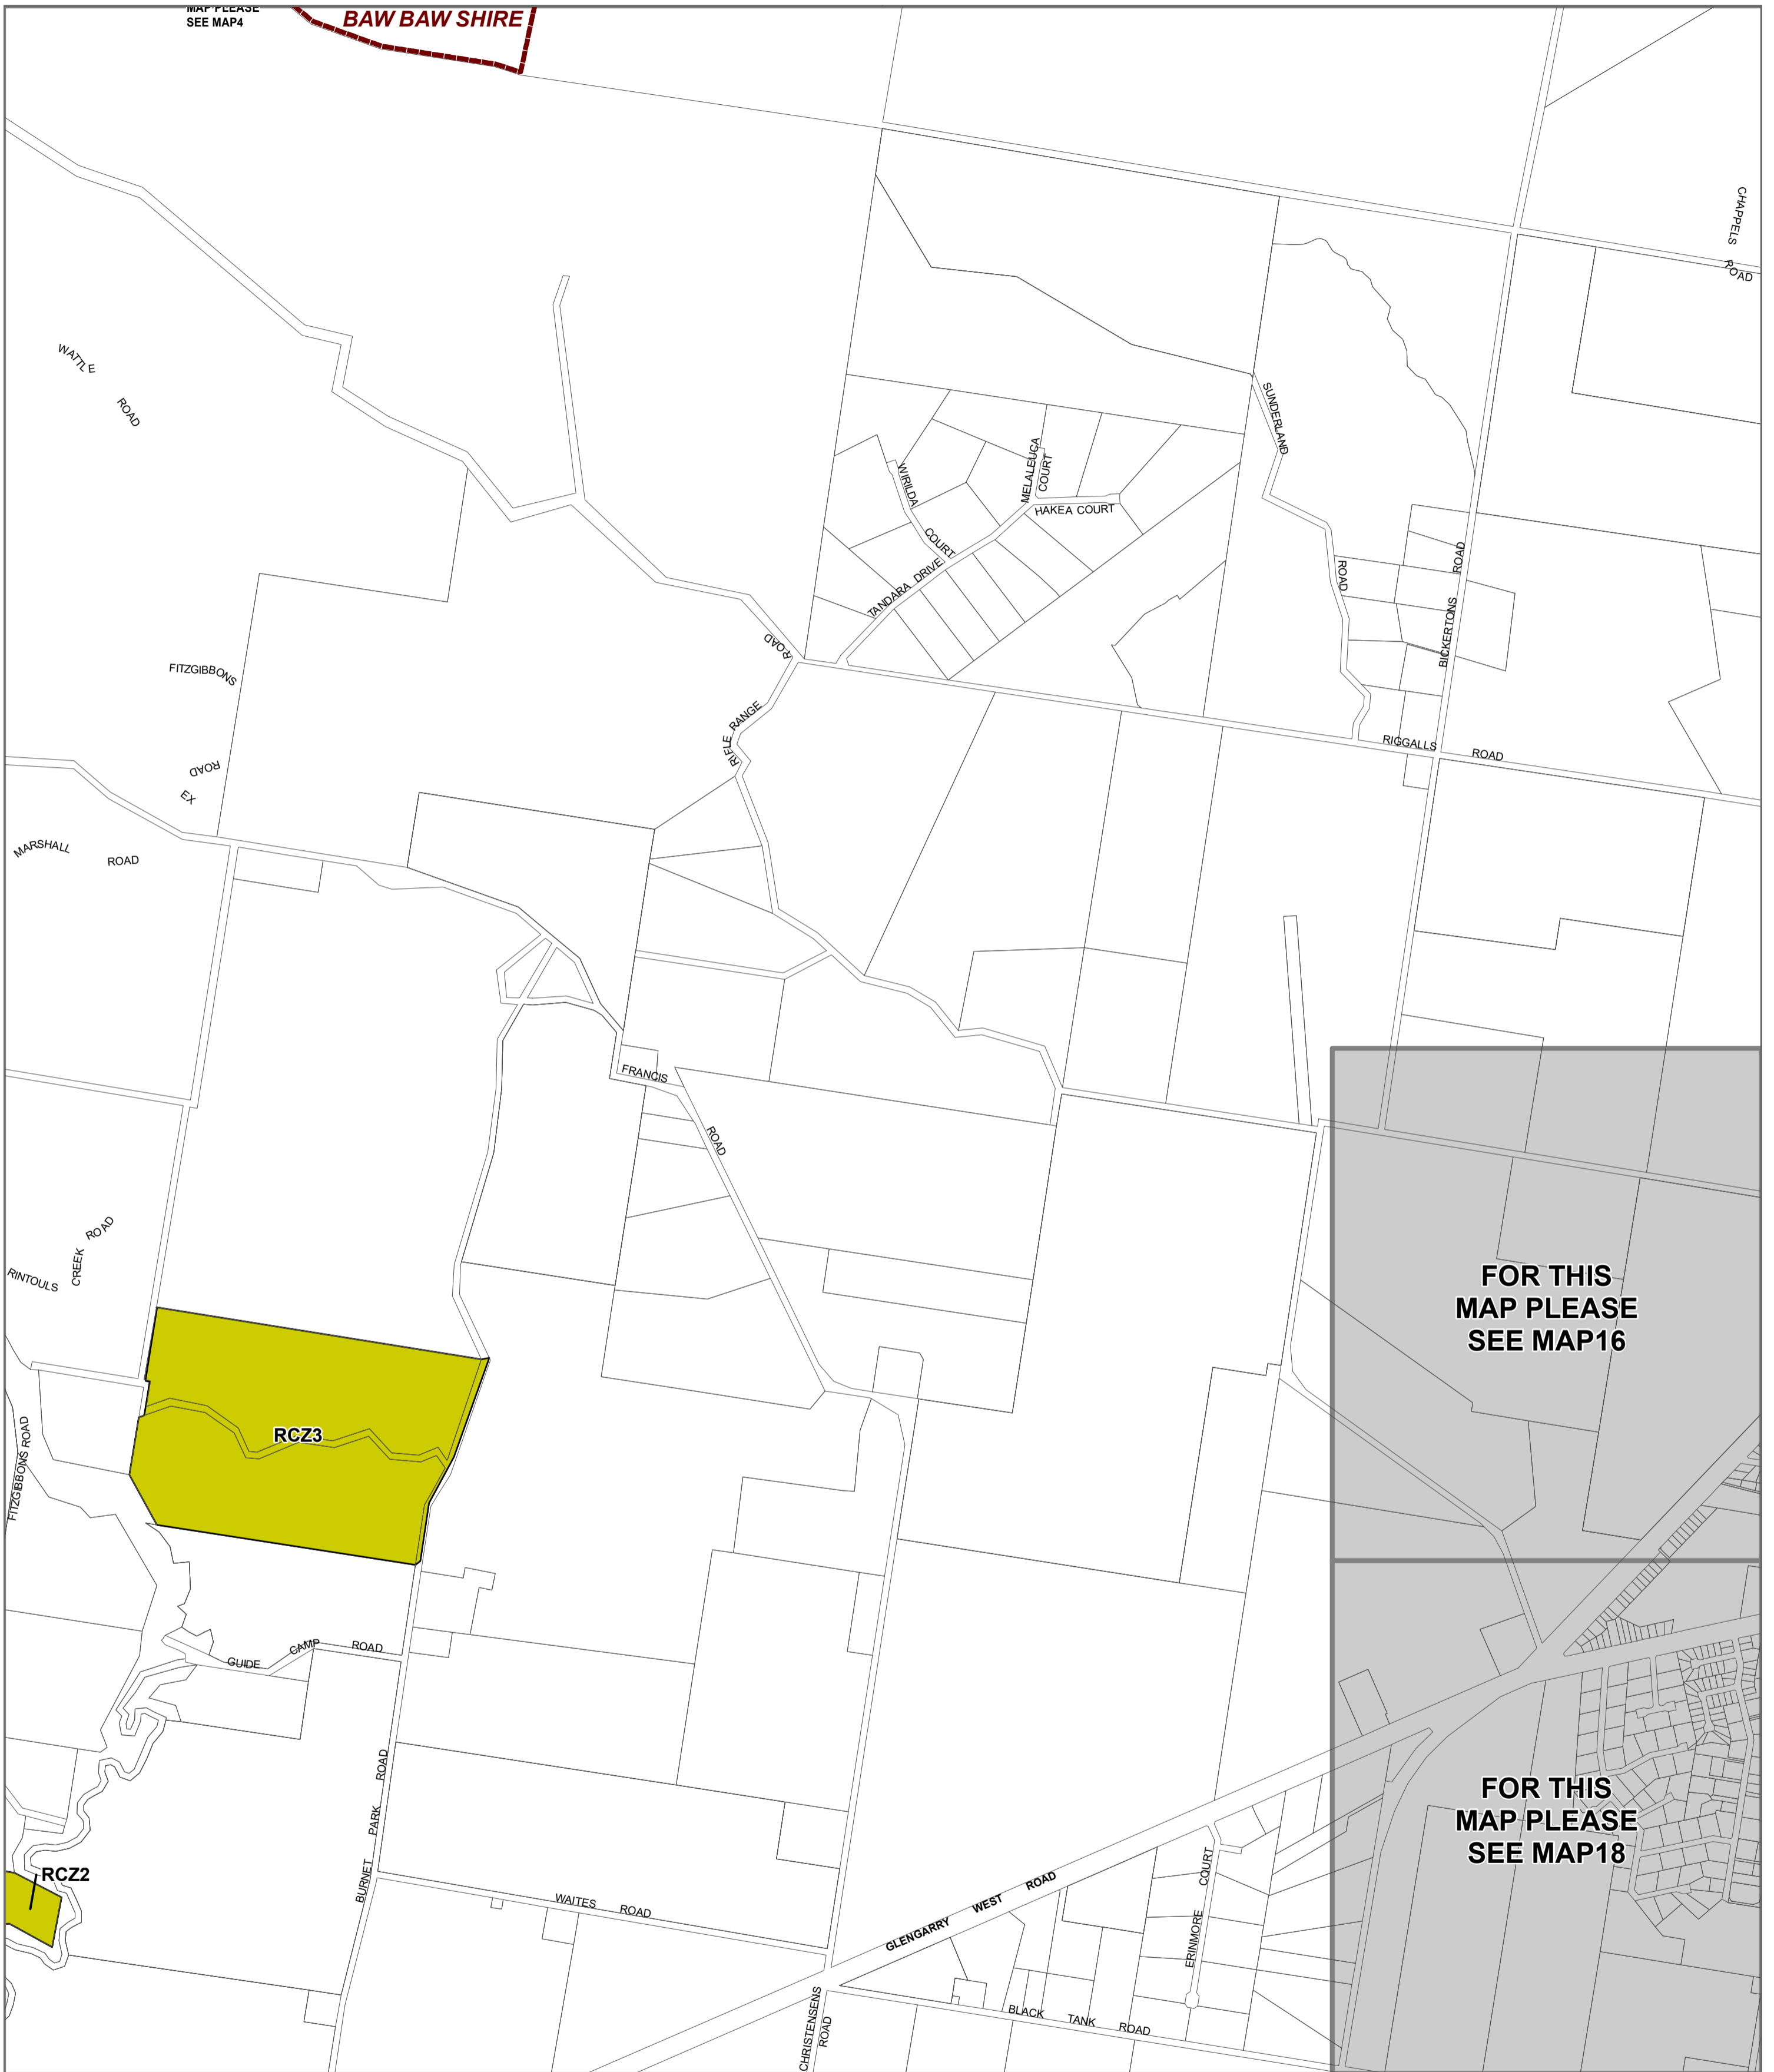 MAP PLEASE
SEE MAP4
BAW BAW SHIRE
CHAPPELS
ROAD
WATTLE
ROAD
SUNDERLAND
ROAD
WIRILDA
COURT
MELALEUCA
COURT
HAKEA COURT
TANDARA DRIVE
BICKERTONS
ROAD
FITZGIBBONS
ROAD
EX
ROAD
RIFLE RANGE
RIGGALLS
ROAD
MARSHALL
ROAD
FRANCIS
ROAD
RINTOULS
CREEK
ROAD
FOR THIS
MAP PLEASE
SEE MAP16
RCZ3
FITZGIBBONS ROAD
GUIDE
CAMP
ROAD
BURNET
PARK
ROAD
FOR THIS
MAP PLEASE
SEE MAP18
RCZ2
WAITES
ROAD
GLENGARRY
WEST
ROAD
ERINMORE
COURT
CHRISTENSENS
ROAD
BLACK
TANK
ROAD